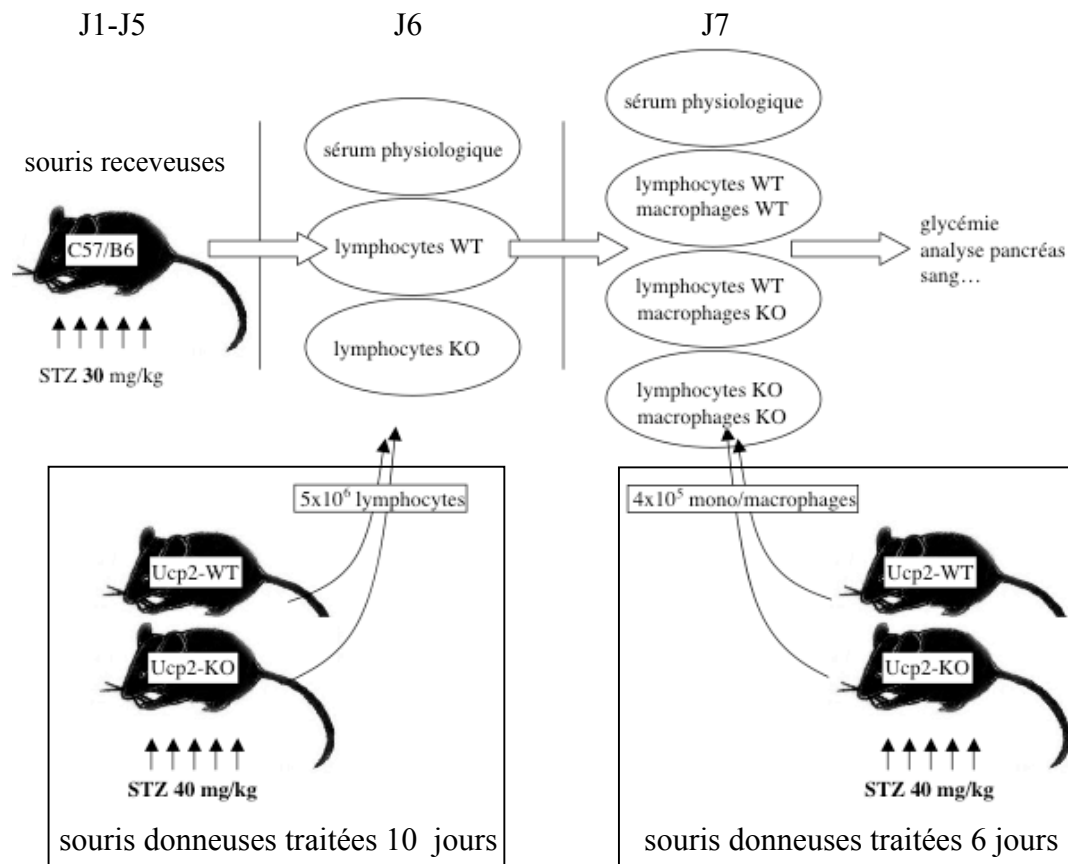 J1-J5
J6
J7
souris receveuses
C57/B6
STZ 30 mg/kg
sérum physiologique
lymphocytes WT
lymphocytes KO
sérum physiologique
lymphocytes WT
macrophages WT
lymphocytes WT
macrophages KO
lymphocytes KO
macrophages KO
glycémie
analyse pancréas
sang…
5x10⁶ lymphocytes
Ucp2-WT
Ucp2-KO
STZ 40 mg/kg
souris donneuses traitées 10 jours
4x10⁵ mono/macrophages
Ucp2-WT
Ucp2-KO
STZ 40 mg/kg
souris donneuses traitées 6 jours